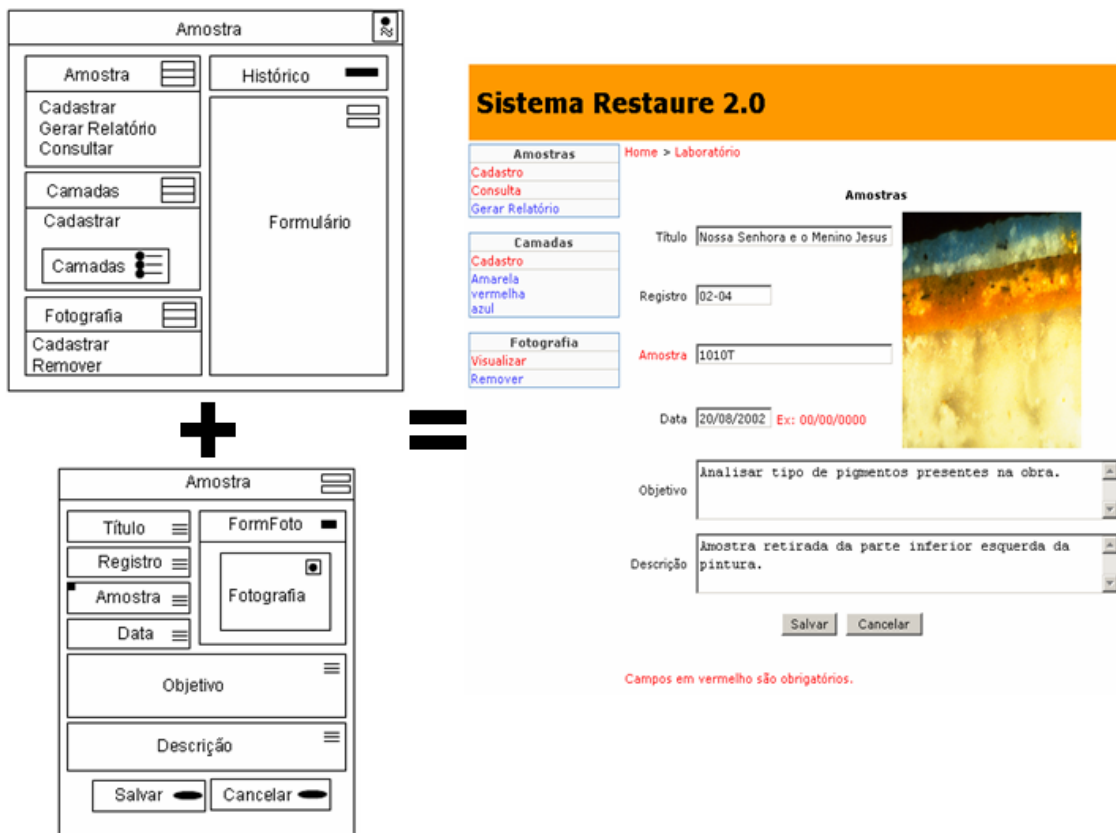 Amostra
Amostra
Cadastrar
Gerar Relatório
Consultar
Camadas
Cadastrar
Camadas
Fotografia
Cadastrar
Remover
Histórico
Formulário
Amostra
Título
Registro
Amostra
Data
FormFoto
Fotografia
Objetivo
Descrição
Salvar
Cancelar
Sistema Restaure 2.0
Amostras
Cadastro
Consulta
Gerar Relatório
Camadas
Cadastro
Amarela
vermelha
azul
Fotografia
Visualizar
Remover
Home > Laboratório
Amostras
Título Nossa Senhora e o Menino Jesus
Registro 02-04
Amostra 1010T
Data 20/08/2002 Ex: 00/00/0000
Objetivo Analisar tipo de pigmentos presentes na obra.
Descrição Amostra retirada da parte inferior esquerda da
pintura.
Salvar Cancelar
Campos em vermelho são obrigatórios.